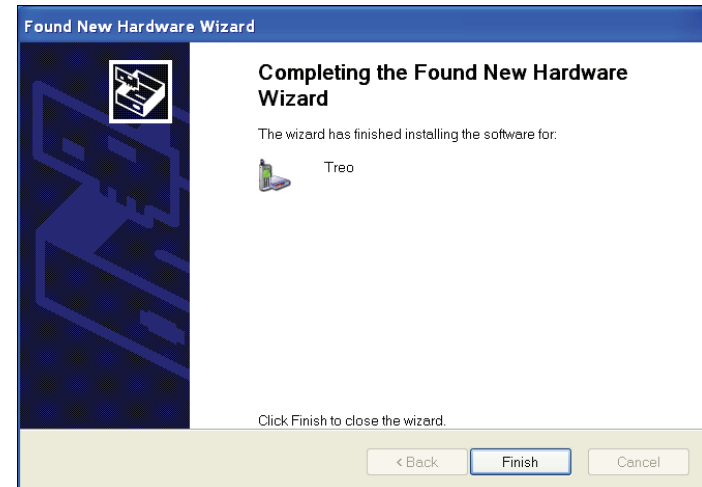 Found New Hardware Wizard
Completing the Found New Hardware
Wizard
The wizard has finished installing the software for:
Treo
Click Finish to close the wizard.
< Back
Finish
Cancel